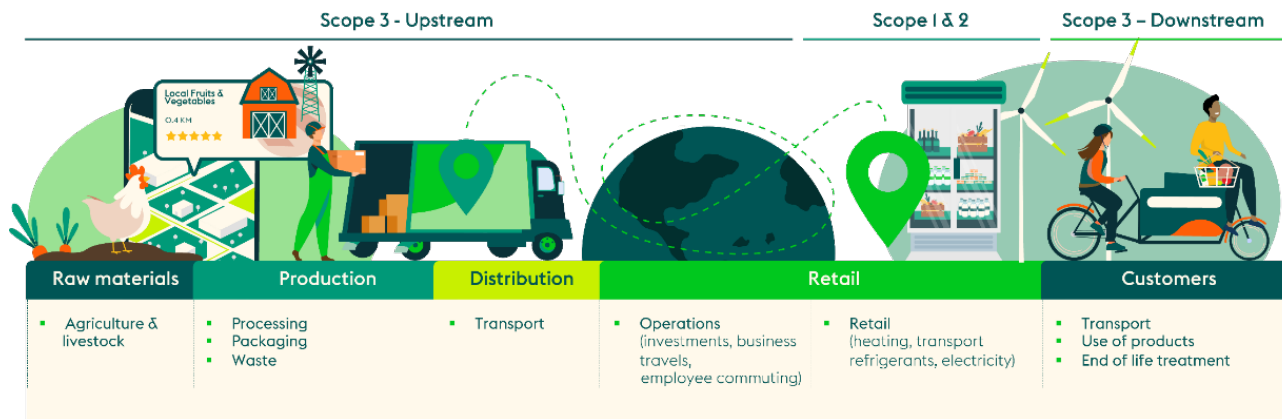 Scope 3 - Upstream
Scope 1 & 2
Scope 3 – Downstream
Local Fruits &
Vegetables
0.4 KM
Raw materials
Production
Distribution
Retail
Customers
Agriculture &
livestock
Processing
Packaging
Waste
Transport
Operations
(investments, business
travels,
employee commuting)
Retail
(heating, transport
refrigerants, electricity)
Transport
Use of products
End of life treatment